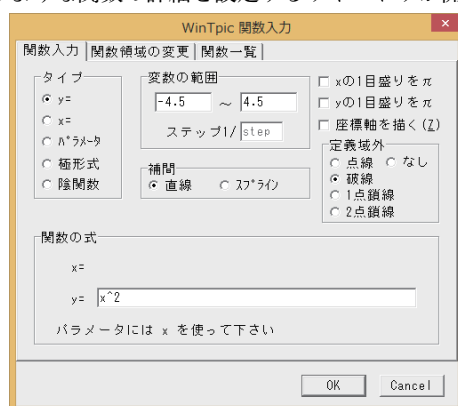 WinTpic 関数入力
関数入力 関数領域の変更 関数一覧
タイプ
y=
x=
パラメータ
極形式
陰関数
変数の範囲
-4.5 ～ 4.5
ステップ1/ step
補間
直線 スプライン
xの1目盛りをπ
yの1目盛りをπ
座標軸を描く(Z)
定義域外
点線 なし
破線
1点鎖線
2点鎖線
関数の式
x=
y= x^2
パラメータには x を使って下さい
OK Cancel